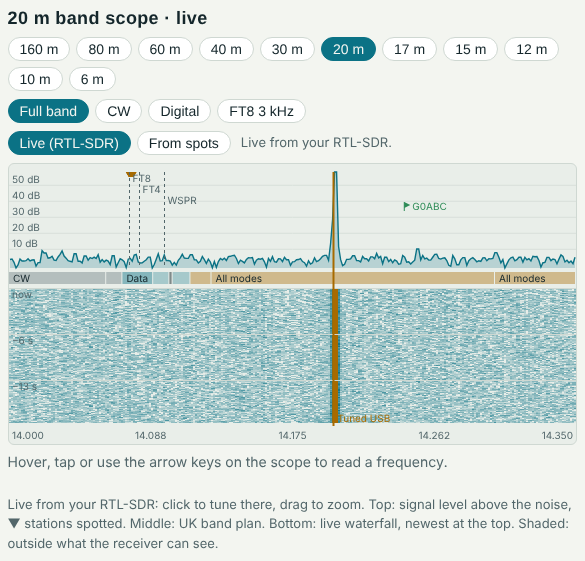 20 m band scope · live
160 m 80 m 60 m 40 m 30 m 20 m 17 m 15 m 12 m
10 m 6 m
Full band CW Digital FT8 3 kHz
Live (RTL-SDR) From spots Live from your RTL-SDR.
50 dB
FT8
FT4
40 dB
WSPR
G0ABC
30 dB
20 dB
10 dB
CW Data All modes All modes
now
-13 s
Tuned USB
14.000 14.088 14.175 14.262 14.350
Hover, tap or use the arrow keys on the scope to read a frequency.
Live from your RTL-SDR: click to tune there, drag to zoom. Top: signal level above the noise,
▼ stations spotted. Middle: UK band plan. Bottom: live waterfall, newest at the top. Shaded:
outside what the receiver can see.